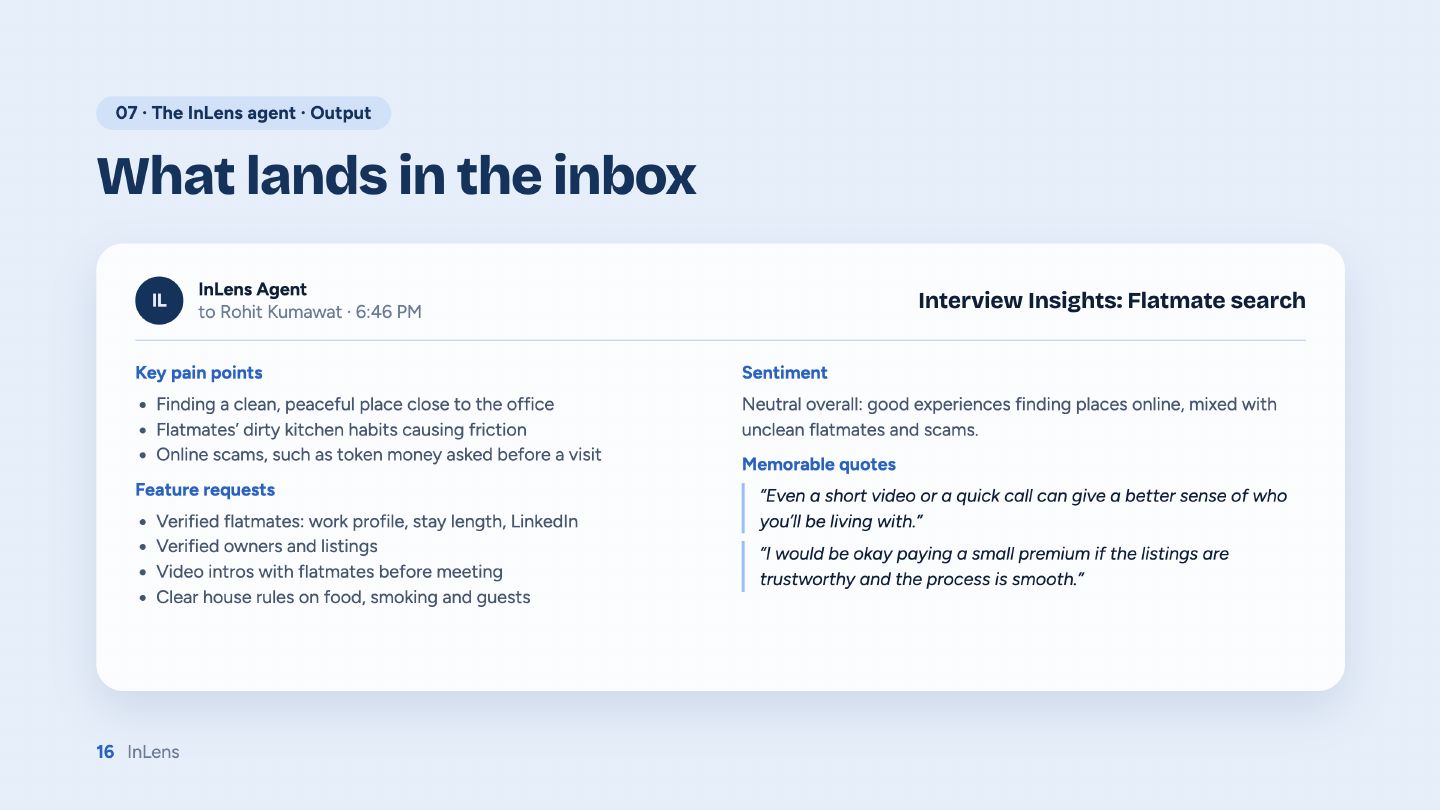 07 · The InLens agent · Output
What lands in the inbox
IL
InLens Agent
to Rohit Kumawat · 6:46 PM
Interview Insights: Flatmate search
Key pain points
• Finding a clean, peaceful place close to the office
• Flatmates’ dirty kitchen habits causing friction
• Online scams, such as token money asked before a visit
Feature requests
• Verified flatmates: work profile, stay length, LinkedIn
• Verified owners and listings
• Video intros with flatmates before meeting
• Clear house rules on food, smoking and guests
Sentiment
Neutral overall: good experiences finding places online, mixed with
unclean flatmates and scams.
Memorable quotes
“Even a short video or a quick call can give a better sense of who
you’ll be living with.”
“I would be okay paying a small premium if the listings are
trustworthy and the process is smooth.”
16 InLens